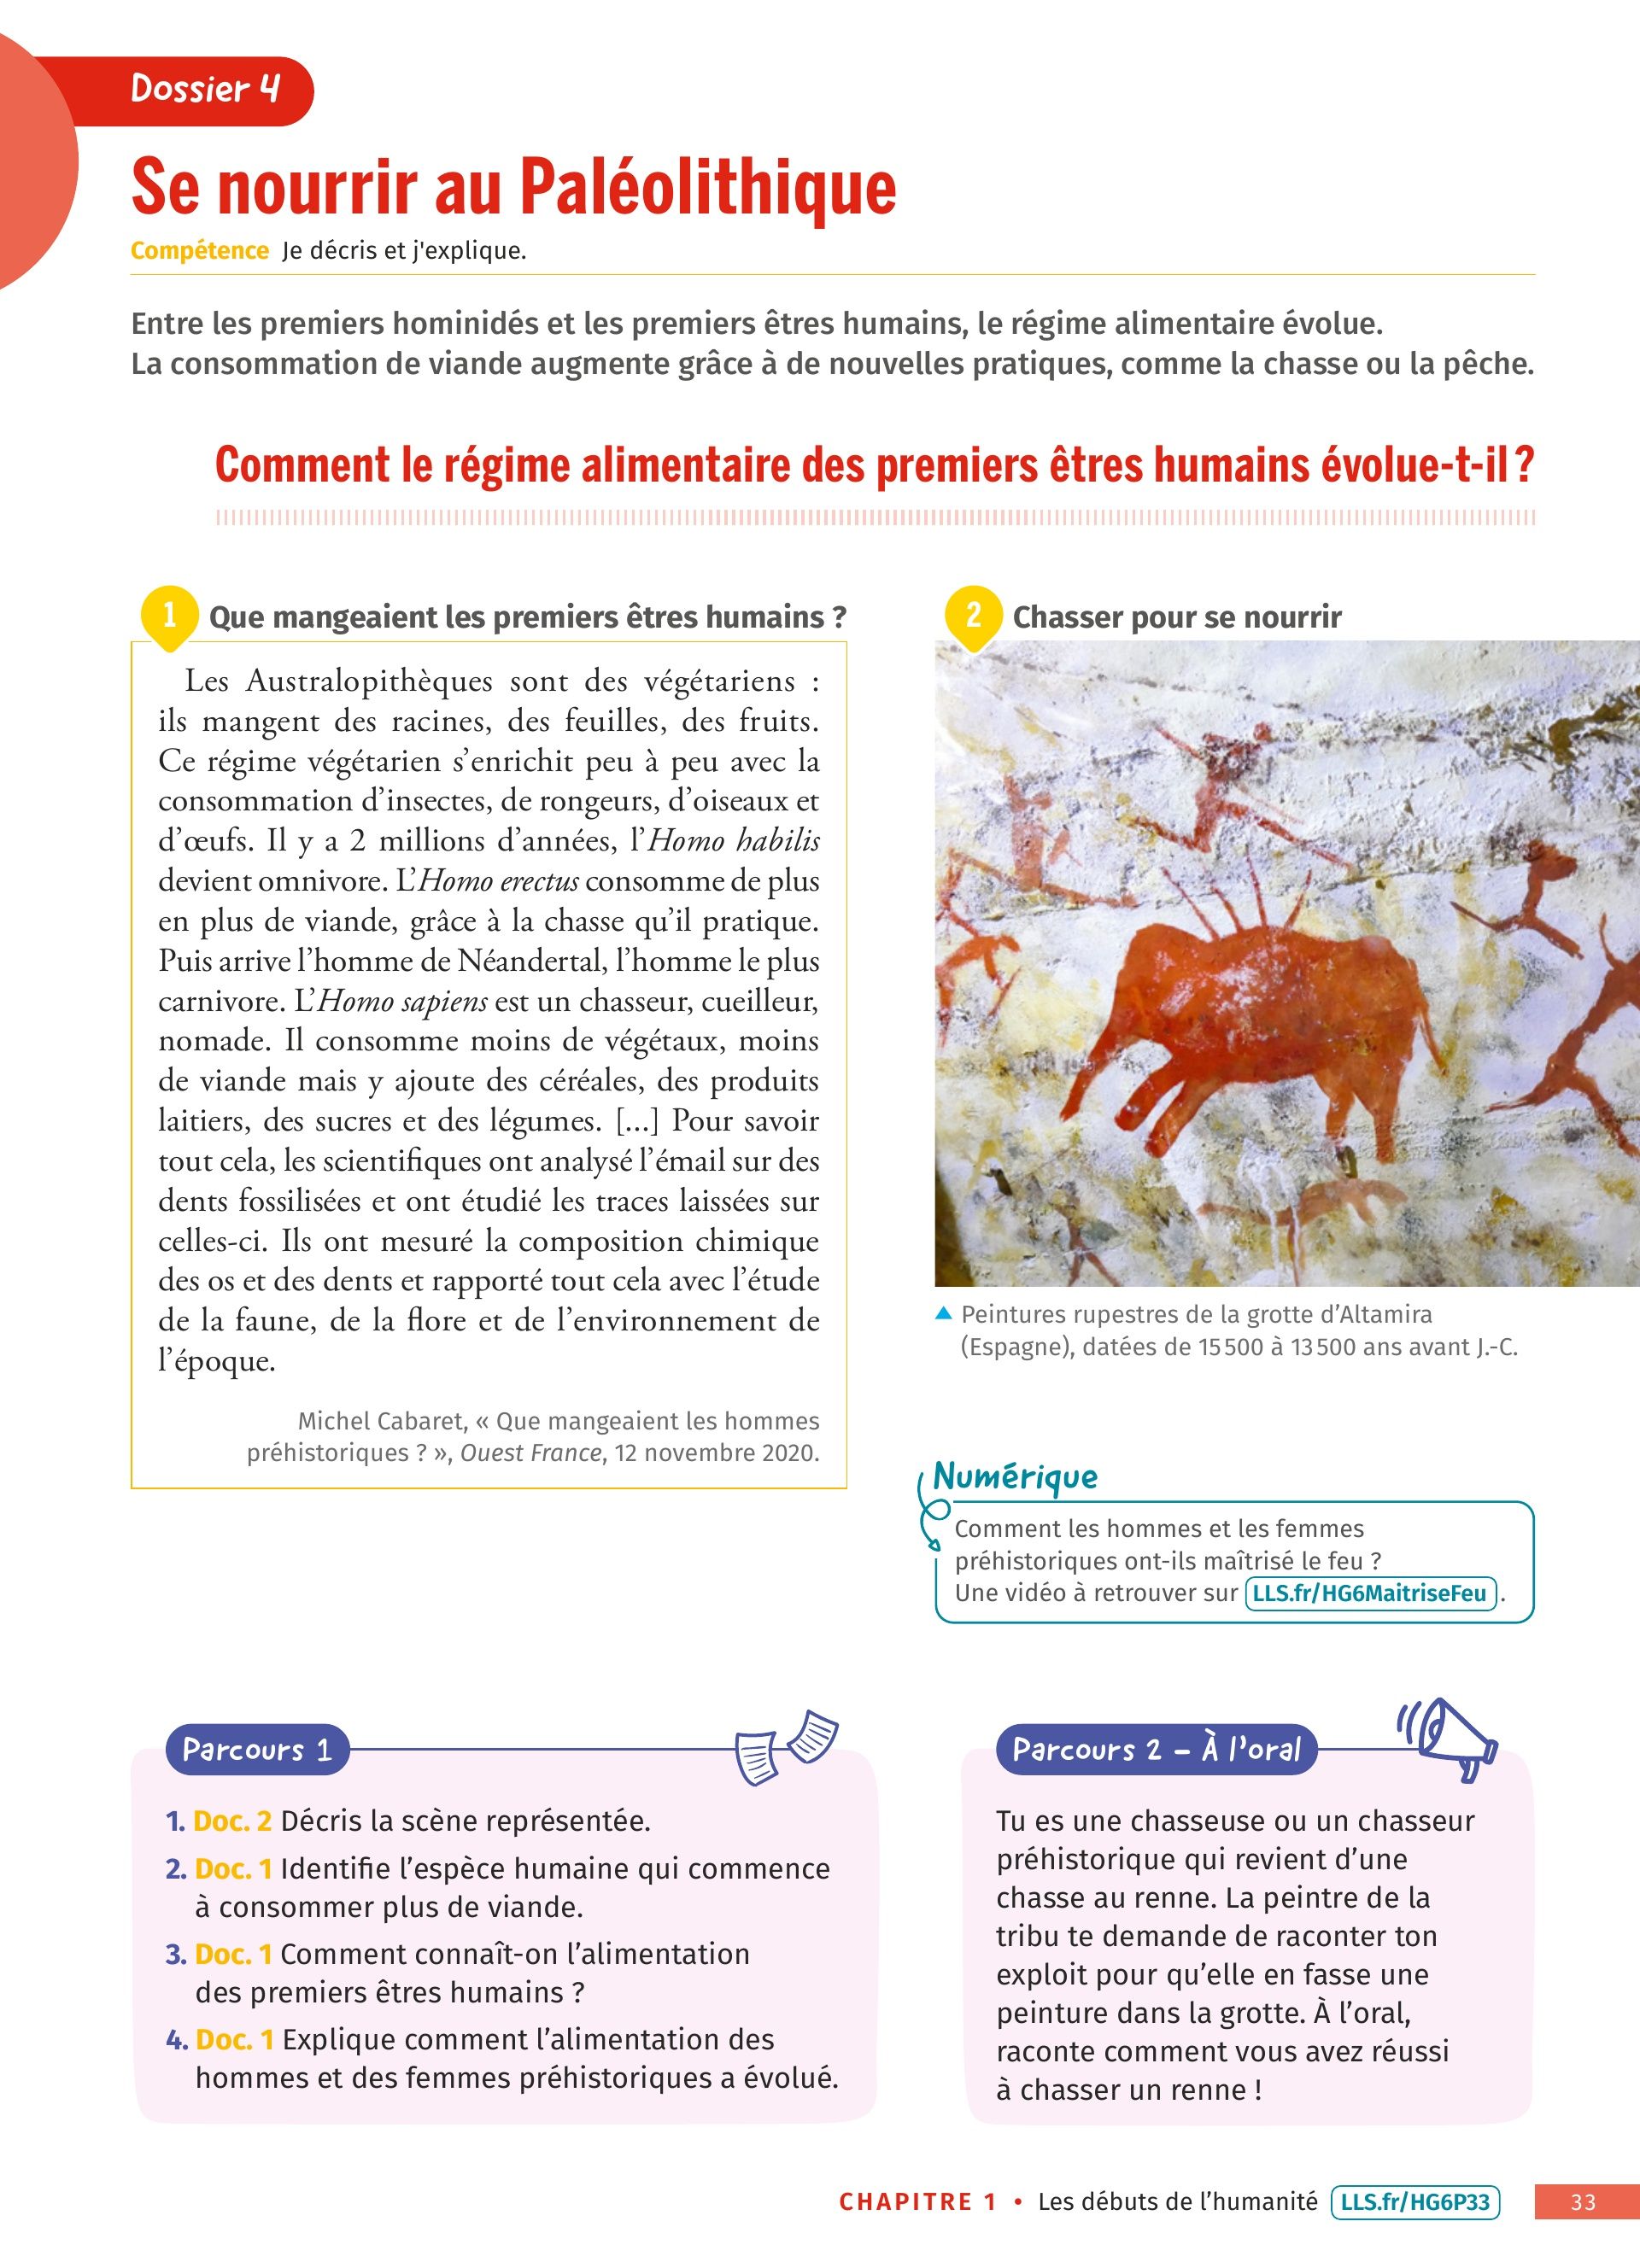 Dossier 4
Se nourrir au Paléolithique
Compétence Je décris et j'explique.
Entre les premiers hominidés et les premiers êtres humains, le régime alimentaire évolue.
La consommation de viande augmente grâce à de nouvelles pratiques, comme la chasse ou la pêche.
Comment le régime alimentaire des premiers êtres humains évolue-t-il ?
1 Que mangeaient les premiers êtres humains ?
Les Australopithèques sont des végétariens :
ils mangent des racines, des feuilles, des fruits.
Ce régime végétarien s'enrichit peu à peu avec la
consommation d'insectes, de rongeurs, d'oiseaux et
d'œufs. Il y a 2 millions d'années, l'Homo habilis
devient omnivore. L'Homo erectus consomme de plus
en plus de viande, grâce à la chasse qu'il pratique.
Puis arrive l'homme de Néandertal, l'homme le plus
carnivore. L'Homo sapiens est un chasseur, cueilleur,
nomade. Il consomme moins de végétaux, moins
de viande mais y ajoute des céréales, des produits
laitiers, des sucres et des légumes. [...] Pour savoir
tout cela, les scientifiques ont analysé l'émail sur des
dents fossilisées et ont étudié les traces laissées sur
celles-ci. Ils ont mesuré la composition chimique
des os et des dents et rapporté tout cela avec l'étude
de la faune, de la flore et de l'environnement de
l'époque.
Michel Cabaret, « Que mangeaient les hommes
préhistoriques ? », Ouest France, 12 novembre 2020.
2 Chasser pour se nourrir
Peintures rupestres de la grotte d'Altamira
(Espagne), datées de 15 500 à 13 500 ans avant J.-C.
Numérique
Comment les hommes et les femmes
préhistoriques ont-ils maîtrisé le feu ?
Une vidéo à retrouver sur LLS.fr/HG6MaitriseFeu .
Parcours 1
1. Doc. 2 Décris la scène représentée.
2. Doc. 1 Identifie l'espèce humaine qui commence
à consommer plus de viande.
3. Doc. 1 Comment connaît-on l'alimentation
des premiers êtres humains ?
4. Doc. 1 Explique comment l'alimentation des
hommes et des femmes préhistoriques a évolué.
Parcours 2 – À l'oral
Tu es une chasseuse ou un chasseur
préhistorique qui revient d'une
chasse au renne. La peintre de la
tribu te demande de raconter ton
exploit pour qu'elle en fasse une
peinture dans la grotte. À l'oral,
raconte comment vous avez réussi
à chasser un renne !
CHAPITRE 1 • Les débuts de l'humanité LLS.fr/HG6P33 33